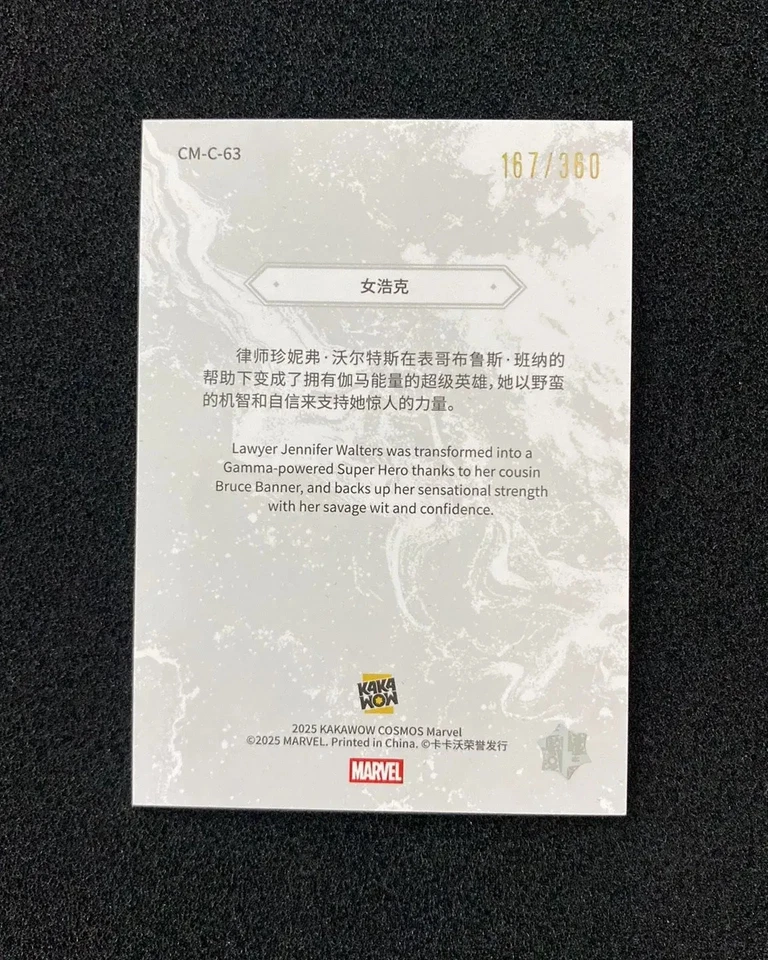 CM-C-63
167/360
女浩克
律师珍妮弗·沃尔特斯在表哥布鲁斯·班纳的
帮助下变成了拥有伽马能量的超级英雄,她以野蛮
的机智和自信来支持她惊人的力量。
Lawyer Jennifer Walters was transformed into a
Gamma-powered Super Hero thanks to her cousin
Bruce Banner, and backs up her sensational strength
with her savage wit and confidence.
KAKA
WOW
2025 KAKAWOW COSMOS Marvel
©2025 MARVEL. Printed in China. ©卡卡沃荣誉发行
MARVEL